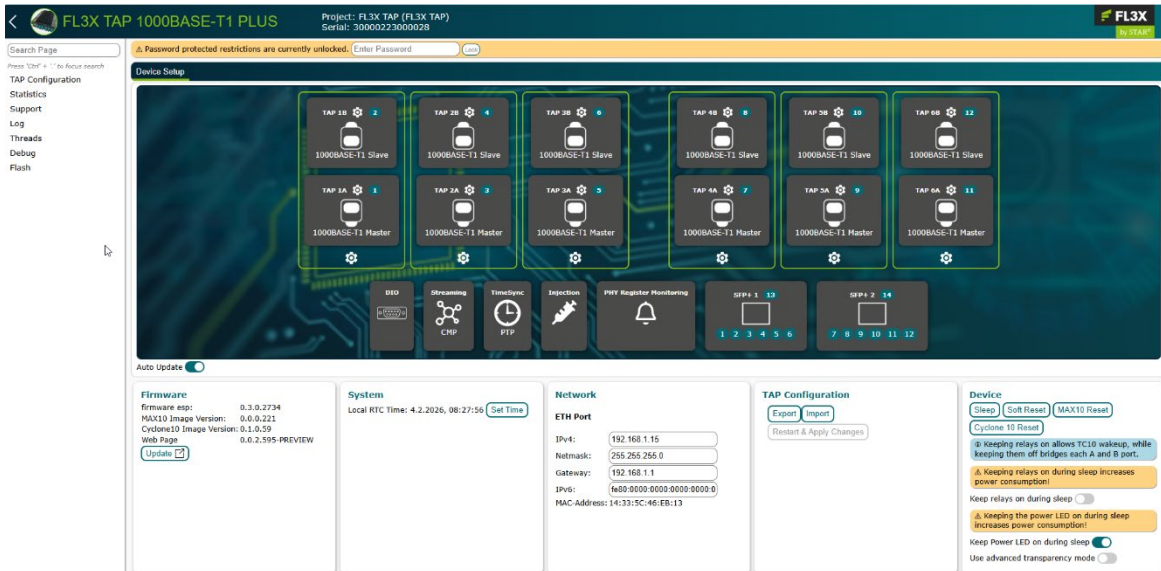 FL3X TAP 1000BASE-T1 PLUS
Project: FL3X TAP (FL3X TAP)
Serial: 30000223000028
FL3X
by STAR
Search Page
Press 'Ctrl' + '.' to focus search
TAP Configuration
Statistics
Support
Log
Threads
Debug
Flash
Password protected restrictions are currently unlocked. Enter Password Lock
Device Setup
TAP 1B 2
1000BASE-T1 Slave
TAP 2B 4
1000BASE-T1 Slave
TAP 3B 6
1000BASE-T1 Slave
TAP 4B 8
1000BASE-T1 Slave
TAP 5B 10
1000BASE-T1 Slave
TAP 6B 12
1000BASE-T1 Slave
TAP 1A 1
1000BASE-T1 Master
TAP 2A 3
1000BASE-T1 Master
TAP 3A 5
1000BASE-T1 Master
TAP 4A 7
1000BASE-T1 Master
TAP 5A 9
1000BASE-T1 Master
TAP 6A 11
1000BASE-T1 Master
DIO
Streaming
CMP
TimeSync
PTP
Injection
PHY Register Monitoring
SFP+ 1 13
1 2 3 4 5 6
SFP+ 2 14
7 8 9 10 11 12
Auto Update
Firmware
firmware esp: 0.3.0.2734
MAX10 Image Version: 0.0.0.221
Cyclone10 Image Version: 0.1.0.59
Web Page 0.0.2.595-PREVIEW
Update
System
Local RTC Time: 4.2.2026, 08:27:56 Set Time
Network
ETH Port
IPv4: 192.168.1.15
Netmask: 255.255.255.0
Gateway: 192.168.1.1
IPv6: fe80:0000:0000:0000:0000:0
MAC-Address: 14:33:5C:46:EB:13
TAP Configuration
Export Import
Restart & Apply Changes
Device
Sleep Soft Reset MAX10 Reset
Cyclone 10 Reset
Keeping relays on allows TC10 wakeup, while
keeping them off bridges each A and B port.
Keeping relays on during sleep increases
power consumption!
Keep relays on during sleep
Keeping the power LED on during sleep
increases power consumption!
Keep Power LED on during sleep
Use advanced transparency mode